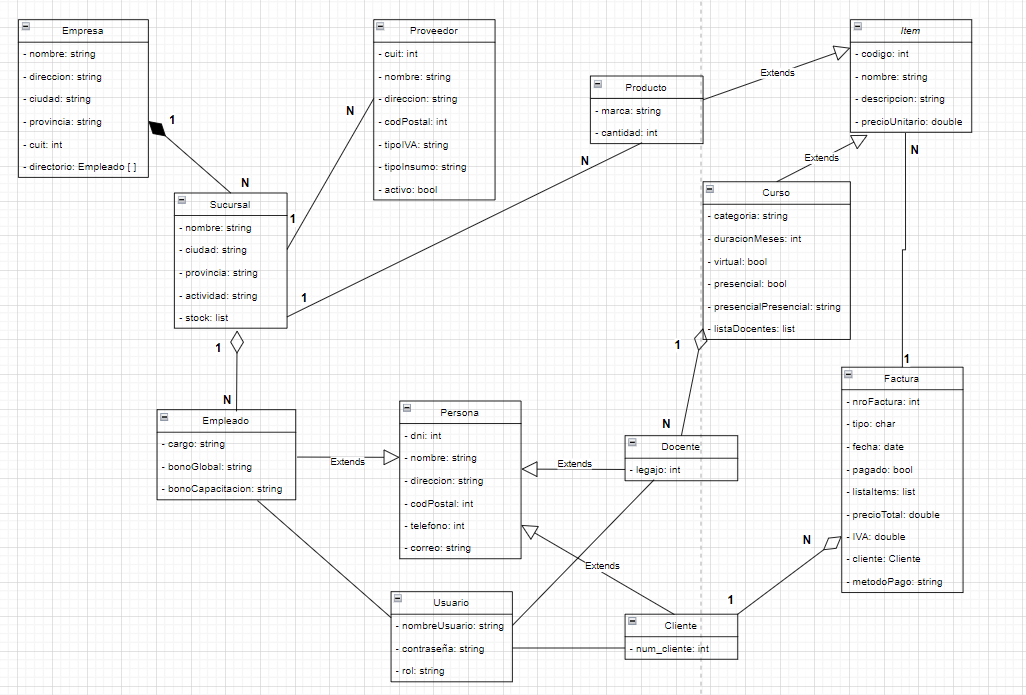 Empresa
- nombre: string
- direccion: string
- ciudad: string
- provincia: string
- cuit: int
- directorio: Empleado [ ]
Proveedor
- cuit: int
- nombre: string
- direccion: string
- codPostal: int
- tipoIVA: string
- tipoInsumo: string
- activo: bool
Producto
- marca: string
- cantidad: int
Item
- codigo: int
- nombre: string
- descripcion: string
- precioUnitario: double
Extends
Extends
1
N
N
1
N
1
N
Sucursal
- nombre: string
- ciudad: string
- provincia: string
- actividad: string
- stock: list
Curso
- categoria: string
- duracionMeses: int
- virtual: bool
- presencial: bool
- presencialPresencial: string
- listaDocentes: list
1
N
1
N
1
Empleado
- cargo: string
- bonoGlobal: string
- bonoCapacitacion: string
Extends
Persona
- dni: int
- nombre: string
- direccion: string
- codPostal: int
- telefono: int
- correo: string
Extends
Docente
- legajo: int
Factura
- nroFactura: int
- tipo: char
- fecha: date
- pagado: bool
- listaItems: list
- precioTotal: double
- IVA: double
- cliente: Cliente
- metodoPago: string
Extends
N
1
Usuario
- nombreUsuario: string
- contraseña: string
- rol: string
Cliente
- num_cliente: int